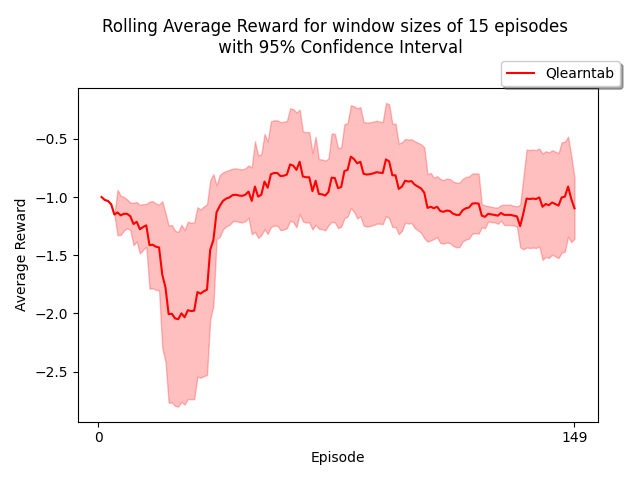 Rolling Average Reward for window sizes of 15 episodes
with 95% Confidence Interval
Qlearntab
−0.5
−1.0
−1.5
−2.0
−2.5
Average Reward
0
149
Episode